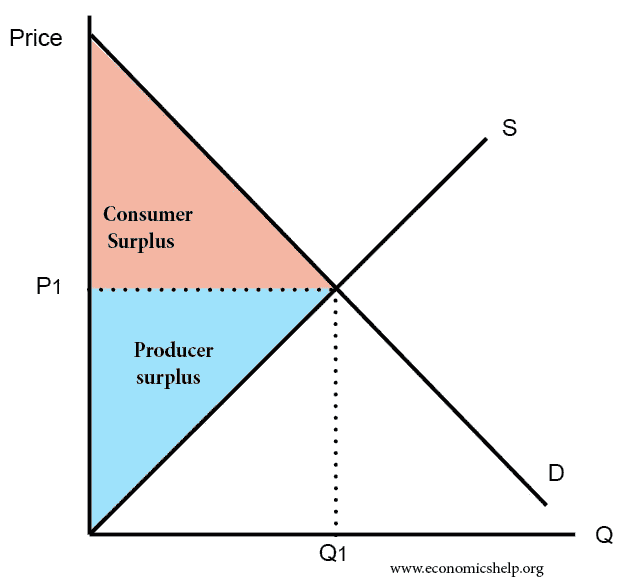 Price
S
Consumer
Surplus
P1
Producer
surplus
D
Q
Q1
www.economicshelp.org